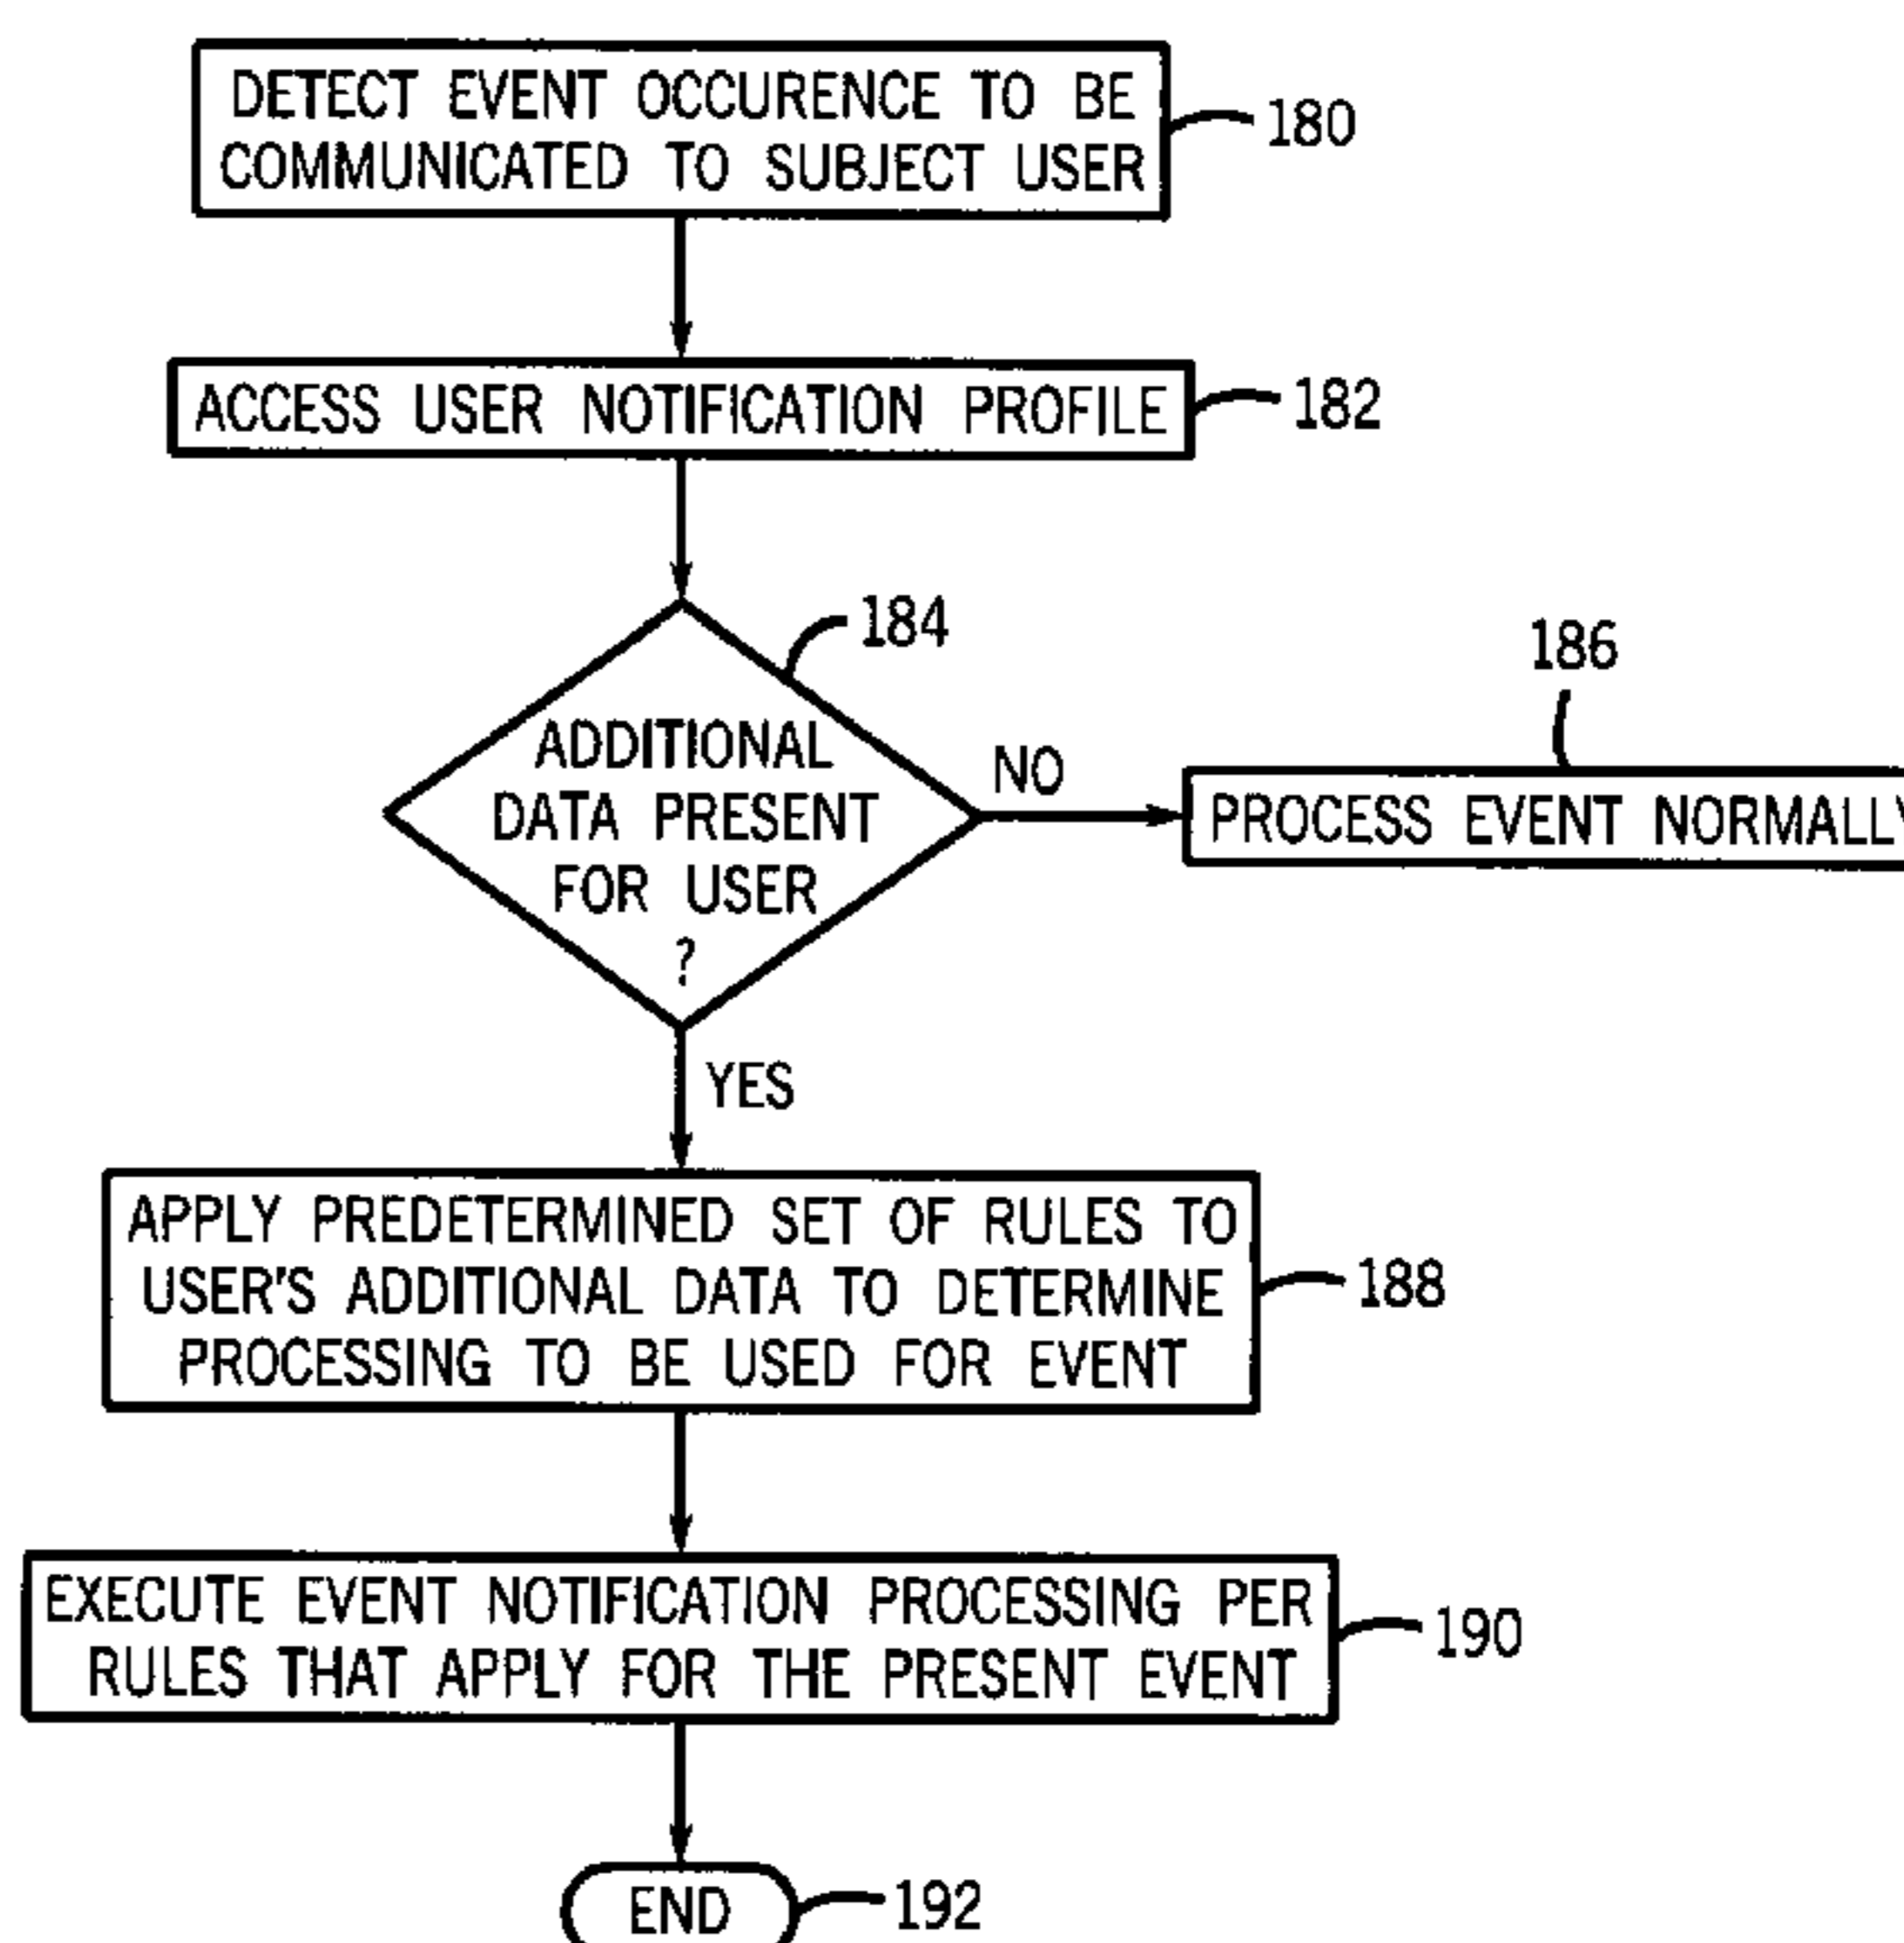 DETECT EVENT OCCURENCE TO BE
COMMUNICATED TO SUBJECT USER
180
ACCESS USER NOTIFICATION PROFILE
182
184
ADDITIONAL
DATA PRESENT
FOR USER
?
NO
186
PROCESS EVENT NORMALLY
YES
APPLY PREDETERMINED SET OF RULES TO
USER'S ADDITIONAL DATA TO DETERMINE
PROCESSING TO BE USED FOR EVENT
188
EXECUTE EVENT NOTIFICATION PROCESSING PER
RULES THAT APPLY FOR THE PRESENT EVENT
190
END
192